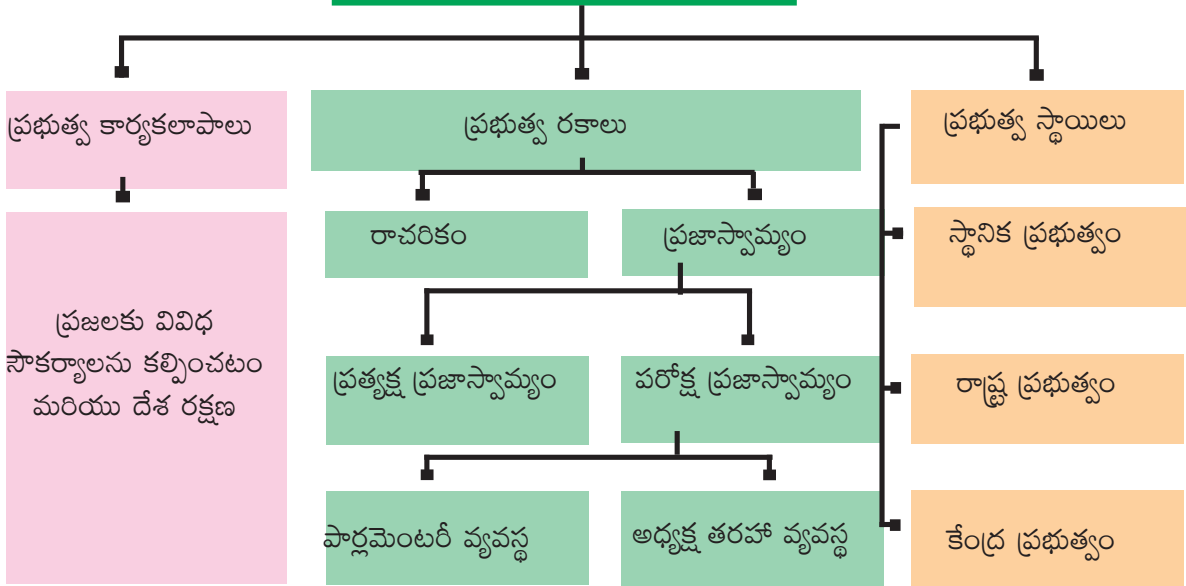 ప్రభుత్వ కార్యకలాపాలు
ప్రభుత్వ రకాలు
ప్రభుత్వ స్థాయిలు
రాచరికం
ప్రజాస్వామ్యం
స్థానిక ప్రభుత్వం
ప్రజలకు వివిధ
సౌకర్యాలను కల్పించటం
మరియు దేశ రక్షణ
ప్రత్యక్ష ప్రజాస్వామ్యం
పరోక్ష ప్రజాస్వామ్యం
రాష్ట్ర ప్రభుత్వం
పార్లమెంటరీ వ్యవస్థ
అధ్యక్ష తరహా వ్యవస్థ
కేంద్ర ప్రభుత్వం